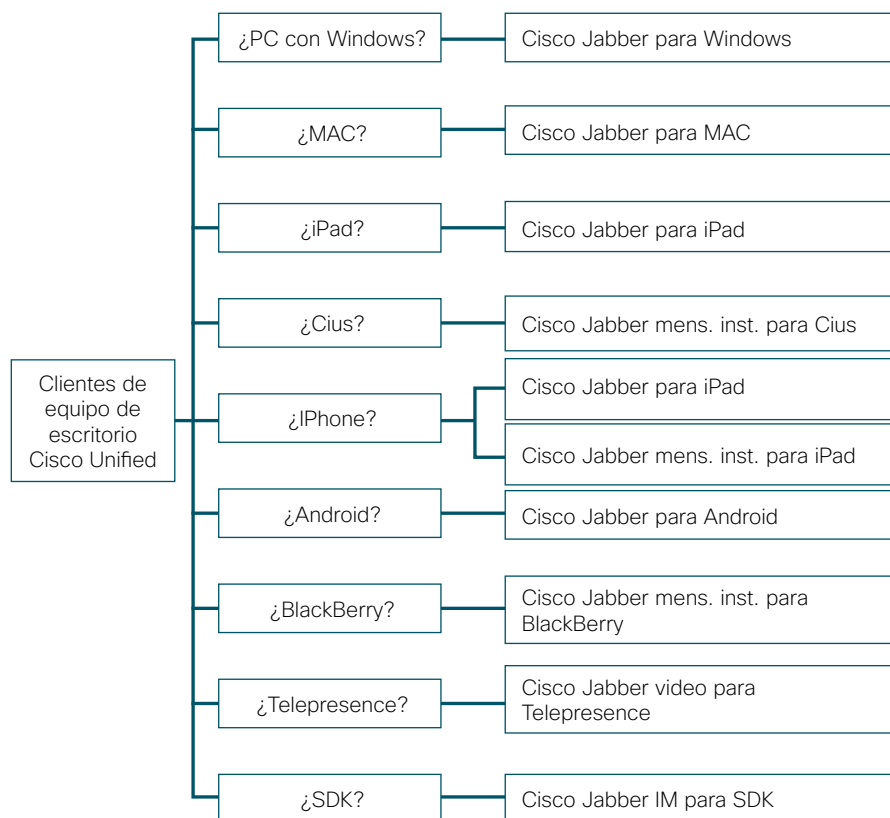 ¿PC con Windows?
Cisco Jabber para Windows
¿MAC?
Cisco Jabber para MAC
¿iPad?
Cisco Jabber para iPad
¿Cius?
Cisco Jabber mens. inst. para Cius
Clientes de
equipo de
escritorio
Cisco Unified
¿IPhone?
Cisco Jabber para iPad
Cisco Jabber mens. inst. para iPad
¿Android?
Cisco Jabber para Android
¿BlackBerry?
Cisco Jabber mens. inst. para
BlackBerry
¿Telepresence?
Cisco Jabber video para
Telepresence
¿SDK?
Cisco Jabber IM para SDK